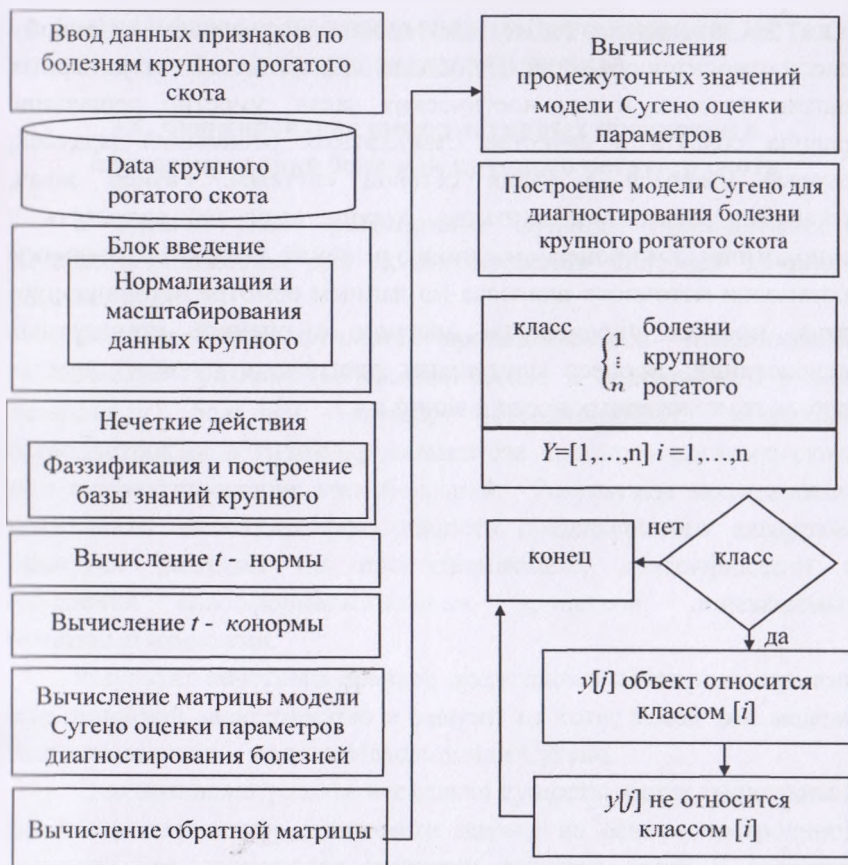 Ввод данных признаков по
болезням крупного рогатого
скота
Data крупного
рогатого скота
Блок введение
Нормализация и
масштабирования
данных крупного
Нечеткие действия
Фаззификация и построение
базы знаний крупного
Вычисление t - нормы
Вычисление t - конормы
Вычисление матрицы модели
Сугено оценки параметров
диагностирования болезней
Вычисление обратной матрицы
Вычисления
промежуточных значений
модели Сугено оценки
параметров
Построение модели Сугено для
диагностирования болезни
крупного рогатого скота
класс { 1 болезни
⋮ крупного
n рогатого
Y=[1,...,n] i =1,...,n
нет
конец
класс
да
y[j] объект относится
классом [i]
y[j] не относится
классом [i]